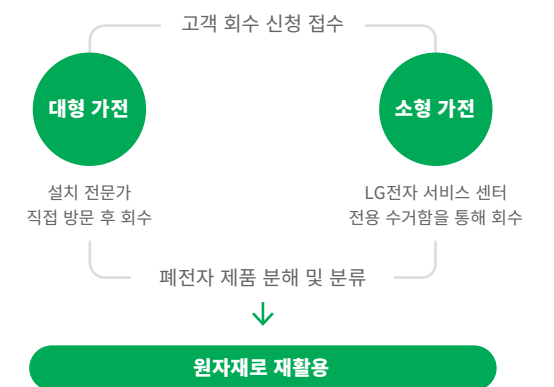 고객 회수 신청 접수
대형 가전
소형 가전
설치 전문가
직접 방문 후 회수
LG전자 서비스 센터
전용 수거함을 통해 회수
폐전자 제품 분해 및 분류
원자재로 재활용